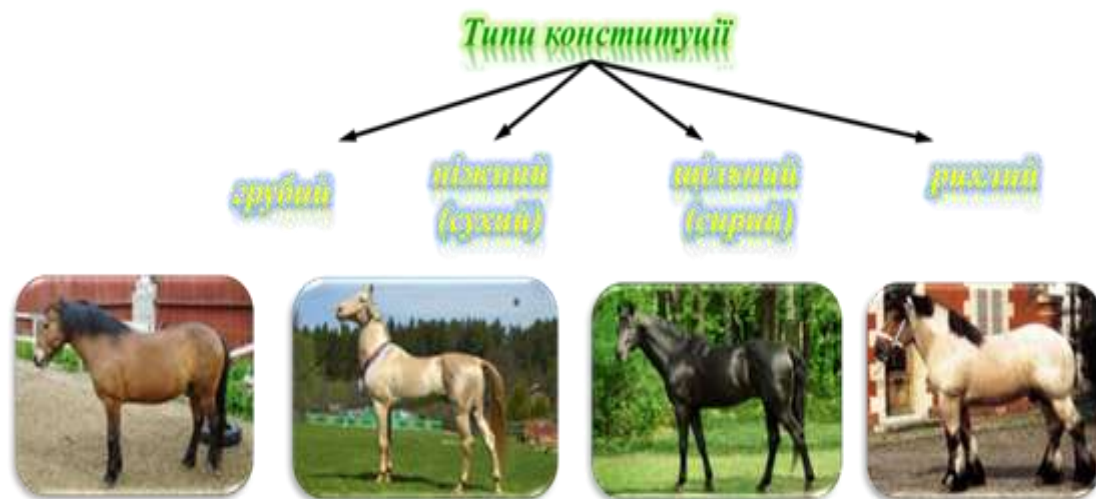 Типи конституції
грубий
ніжний
(сухий)
щільний
(сирий)
рихлий